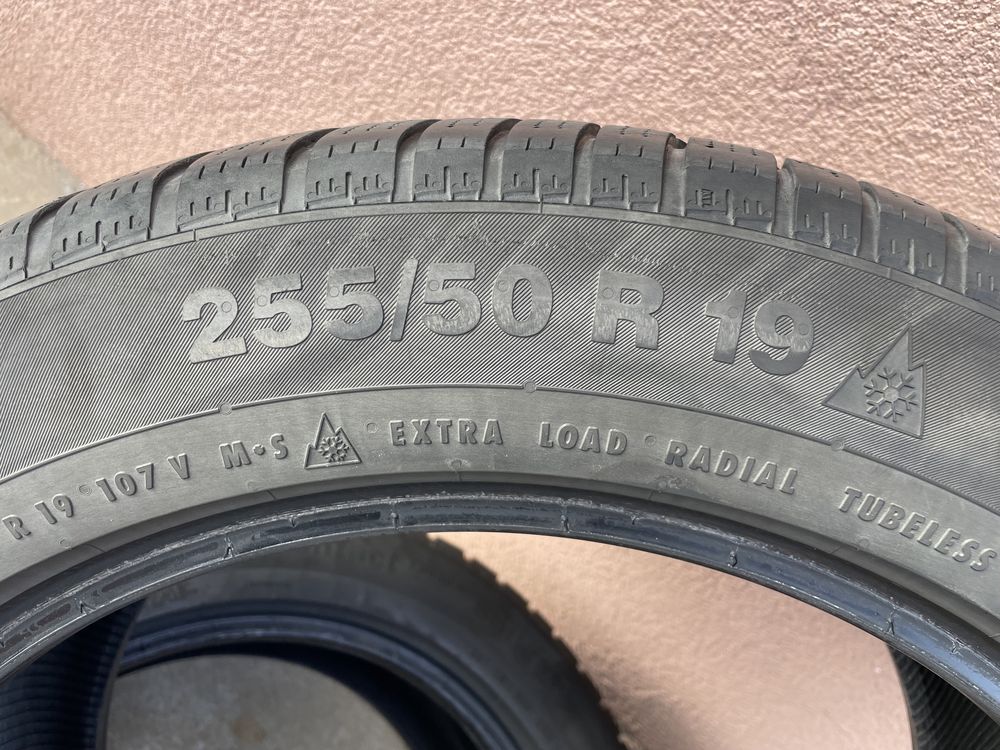 255/50 R 19
R 19 107 V M+S EXTRA LOAD RADIAL TUBELESS